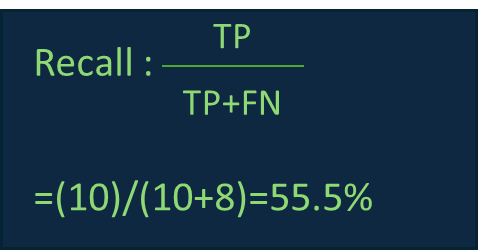 Recall : TP
TP+FN
=(10)/(10+8)=55.5%